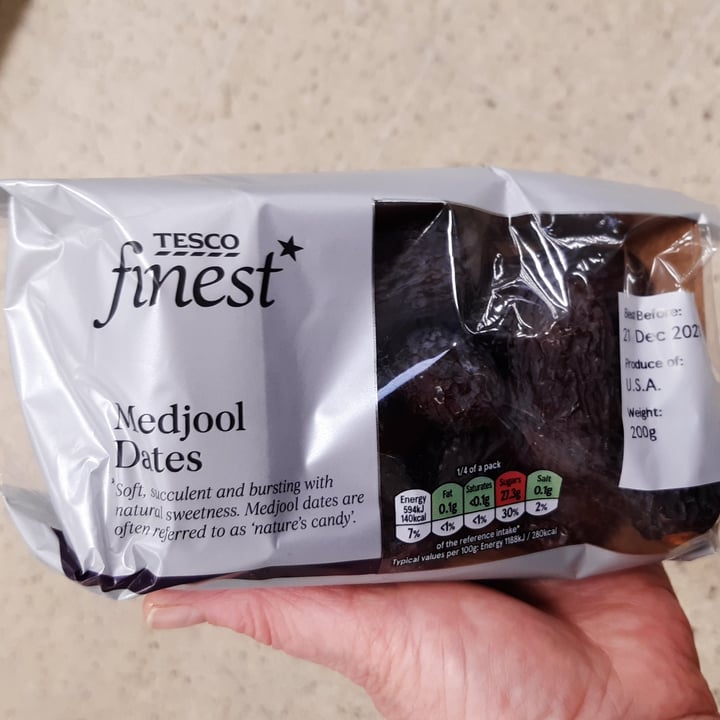 TESCO
finest*
Medjool
Dates
Soft, succulent and bursting with
natural sweetness. Medjool dates are
often referred to as 'nature's candy'.
1/4 of a pack
Energy
594kJ
140kcal
7%
Fat
0.1g
<1%
Saturates
<0.1g
<1%
Sugars
27.3g
30%
Salt
0.1g
2%
of the reference intake*
Typical values per 100g: Energy 1188kJ / 280kcal
Best Before:
21 Dec 202
Produce of:
U.S.A.
Weight:
200g